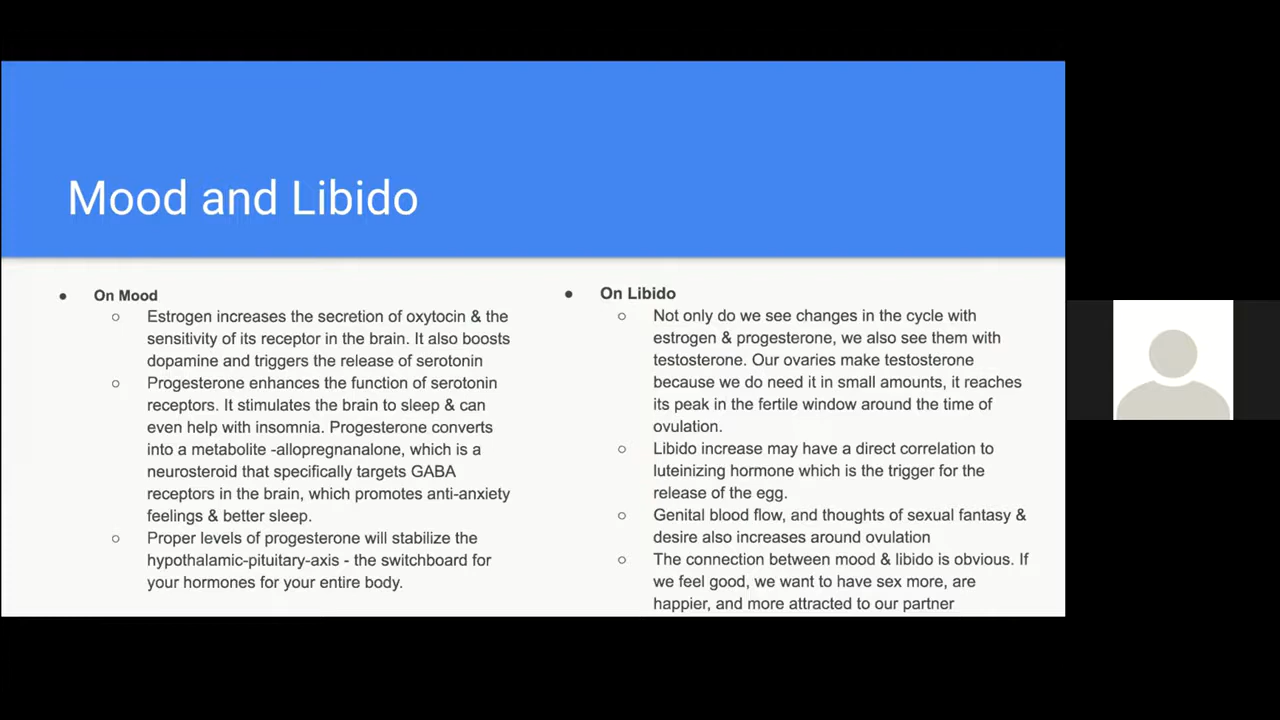 Mood and Libido
● On Mood
○ Estrogen increases the secretion of oxytocin & the
sensitivity of its receptor in the brain. It also boosts
dopamine and triggers the release of serotonin
○ Progesterone enhances the function of serotonin
receptors. It stimulates the brain to sleep & can
even help with insomnia. Progesterone converts
into a metabolite -allopregnanalone, which is a
neurosteroid that specifically targets GABA
receptors in the brain, which promotes anti-anxiety
feelings & better sleep.
○ Proper levels of progesterone will stabilize the
hypothalamic-pituitary-axis - the switchboard for
your hormones for your entire body.
● On Libido
○ Not only do we see changes in the cycle with
estrogen & progesterone, we also see them with
testosterone. Our ovaries make testosterone
because we do need it in small amounts, it reaches
its peak in the fertile window around the time of
ovulation.
○ Libido increase may have a direct correlation to
luteinizing hormone which is the trigger for the
release of the egg.
○ Genital blood flow, and thoughts of sexual fantasy &
desire also increases around ovulation
○ The connection between mood & libido is obvious. If
we feel good, we want to have sex more, are
happier, and more attracted to our partner